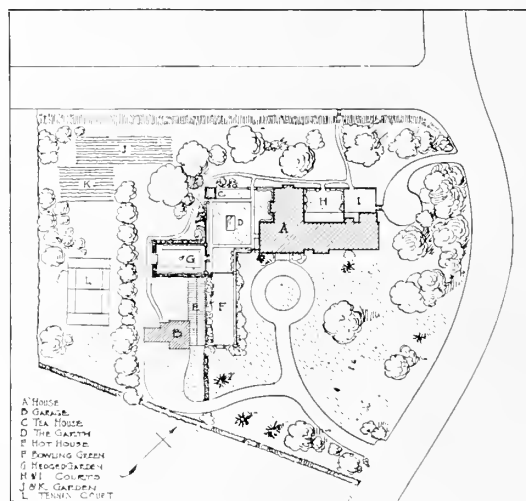 J
K
C
H
I
D
A
G
L
E
F
B
A HOUSE
B GARAGE
C TEA HOUSE
D THE GARTH
E HOT HOUSE
F BOWLING GREEN
G HEDGED GARDEN
H & I COURTS
J & K GARDEN
L TENNIS COURT